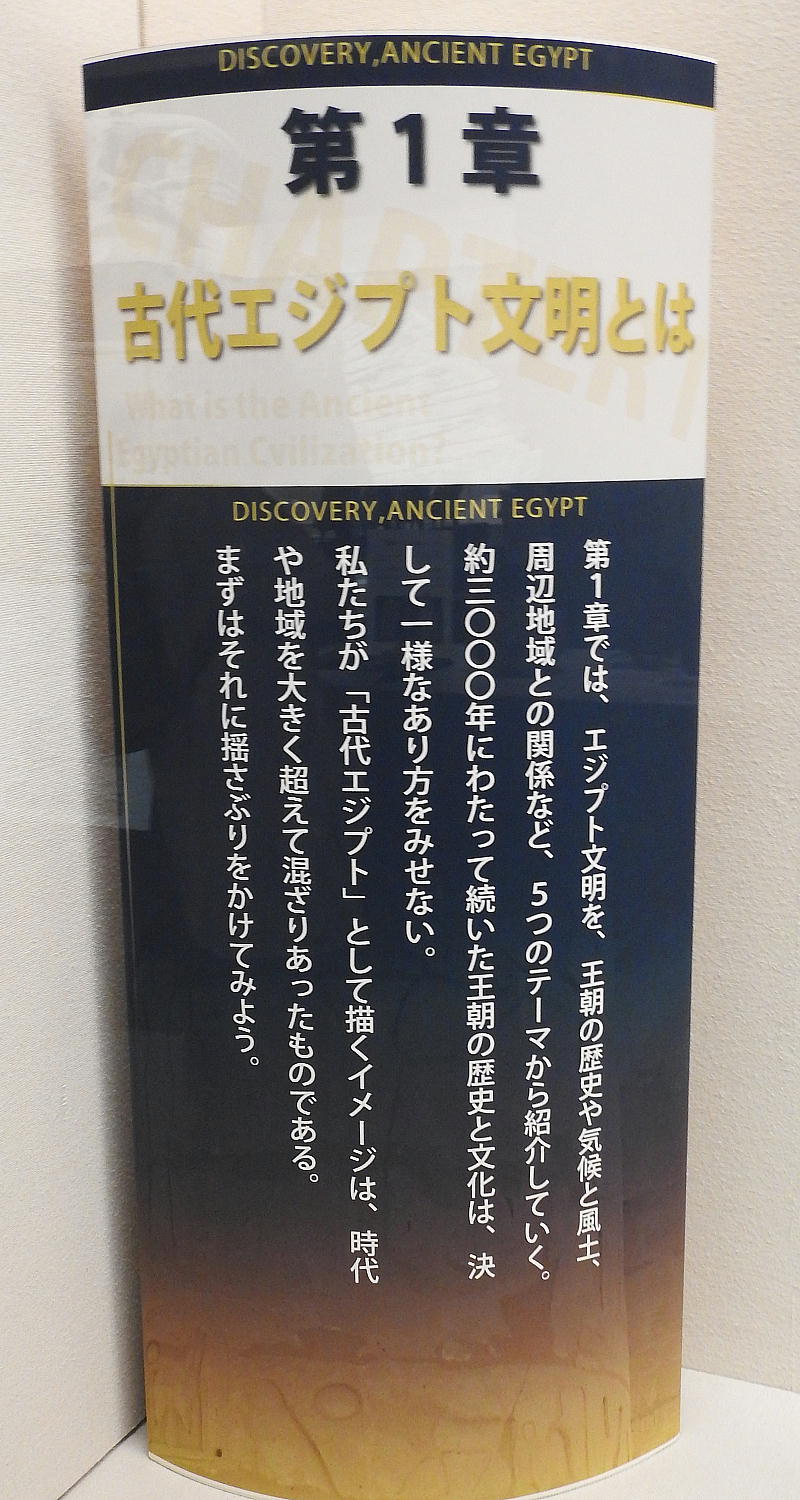 DISCOVERY,ANCIENT EGYPT
第1章
CHAPTER1
古代エジプト文明とは
What is the Ancient
Egyptian Cvilization?
DISCOVERY,ANCIENT EGYPT
第1章では、エジプト文明を、王朝の歴史や気候と風土、
周辺地域との関係など、5つのテーマから紹介していく。
約三〇〇〇年にわたって続いた王朝の歴史と文化は、決
して一様なあり方をみせない。
私たちが「古代エジプト」として描くイメージは、時代
や地域を大きく超えて混ざりあったものである。
まずはそれに揺さぶりをかけてみよう。